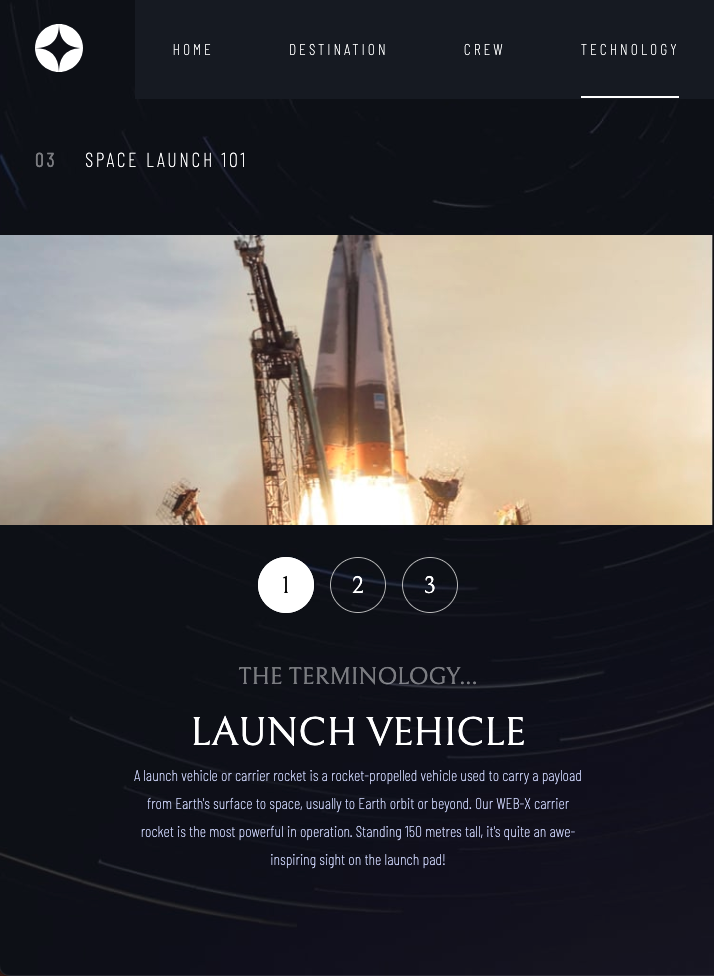 HOME DESTINATION CREW TECHNOLOGY
03 SPACE LAUNCH 101
1 2 3
THE TERMINOLOGY...
LAUNCH VEHICLE
A launch vehicle or carrier rocket is a rocket-propelled vehicle used to carry a payload
from Earth's surface to space, usually to Earth orbit or beyond. Our WEB-X carrier
rocket is the most powerful in operation. Standing 150 metres tall, it's quite an awe-
inspiring sight on the launch pad!